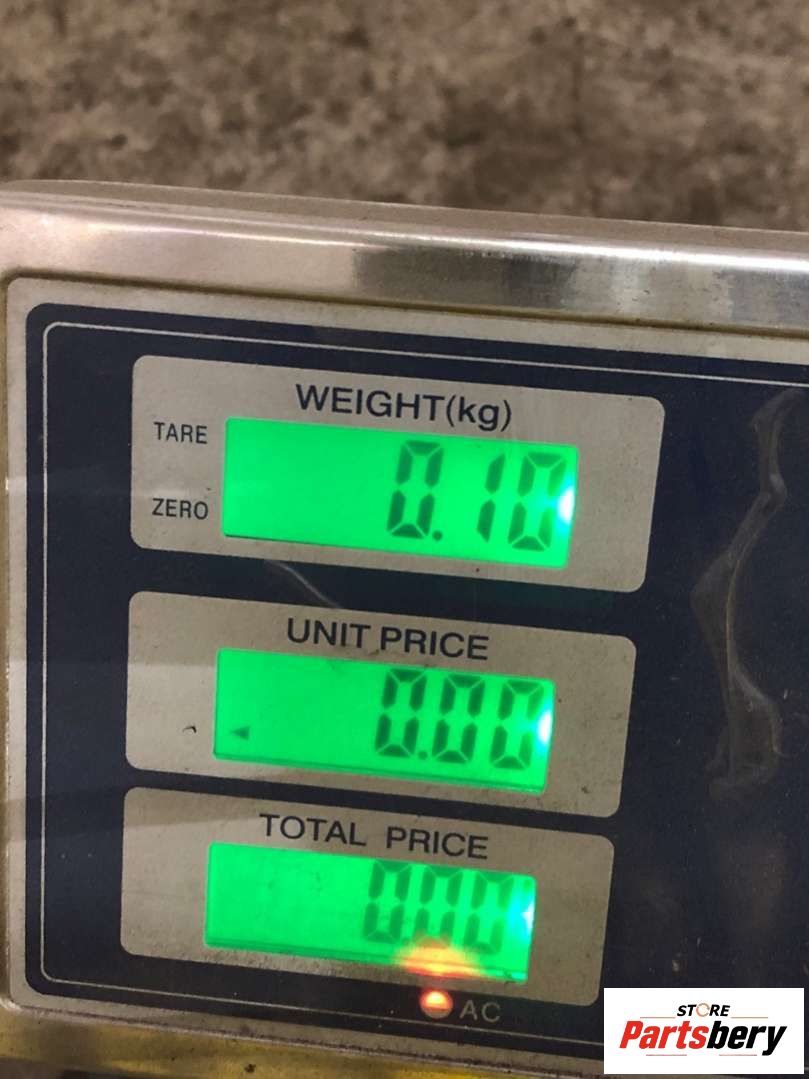 WEIGHT(kg)
TARE
0.10
ZERO
UNIT PRICE
0.00
TOTAL PRICE
0.00
AC
STORE
Partsbery